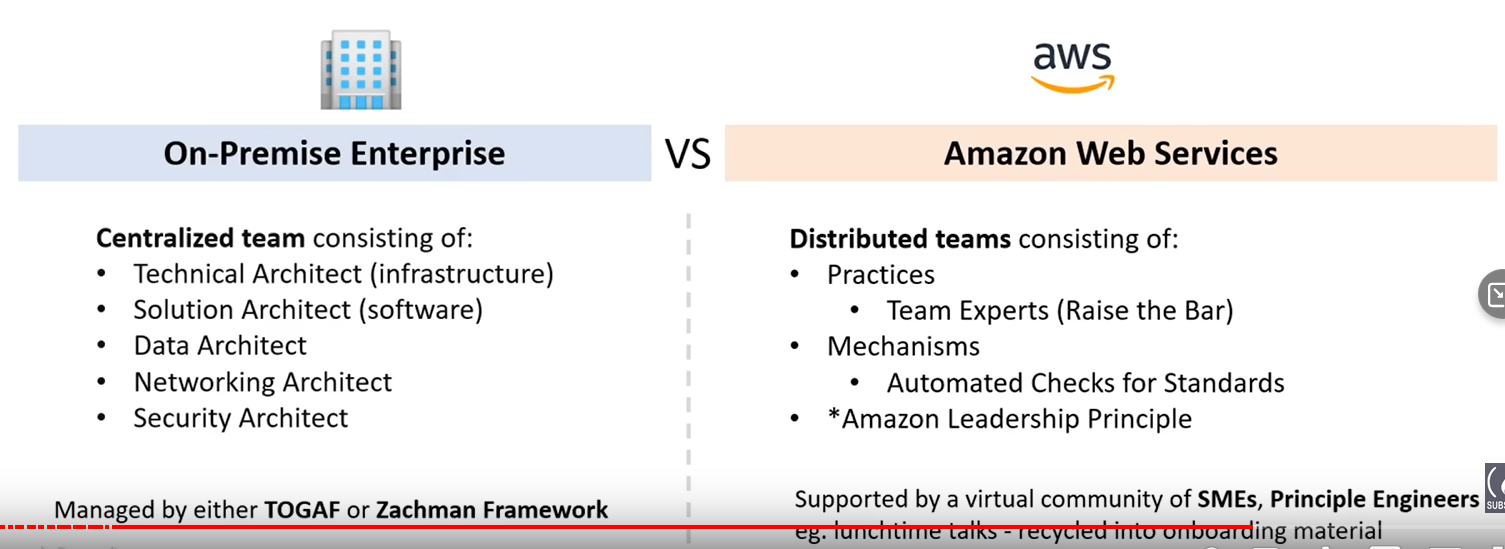 aws
On-Premise Enterprise
VS
Amazon Web Services
Centralized team consisting of:
• Technical Architect (infrastructure)
• Solution Architect (software)
• Data Architect
• Networking Architect
• Security Architect
Managed by either TOGAF or Zachman Framework
Distributed teams consisting of:
• Practices
• Team Experts (Raise the Bar)
• Mechanisms
• Automated Checks for Standards
• *Amazon Leadership Principle
Supported by a virtual community of SMEs, Principle Engineers
eg. lunchtime talks - recycled into onboarding material
SUBS